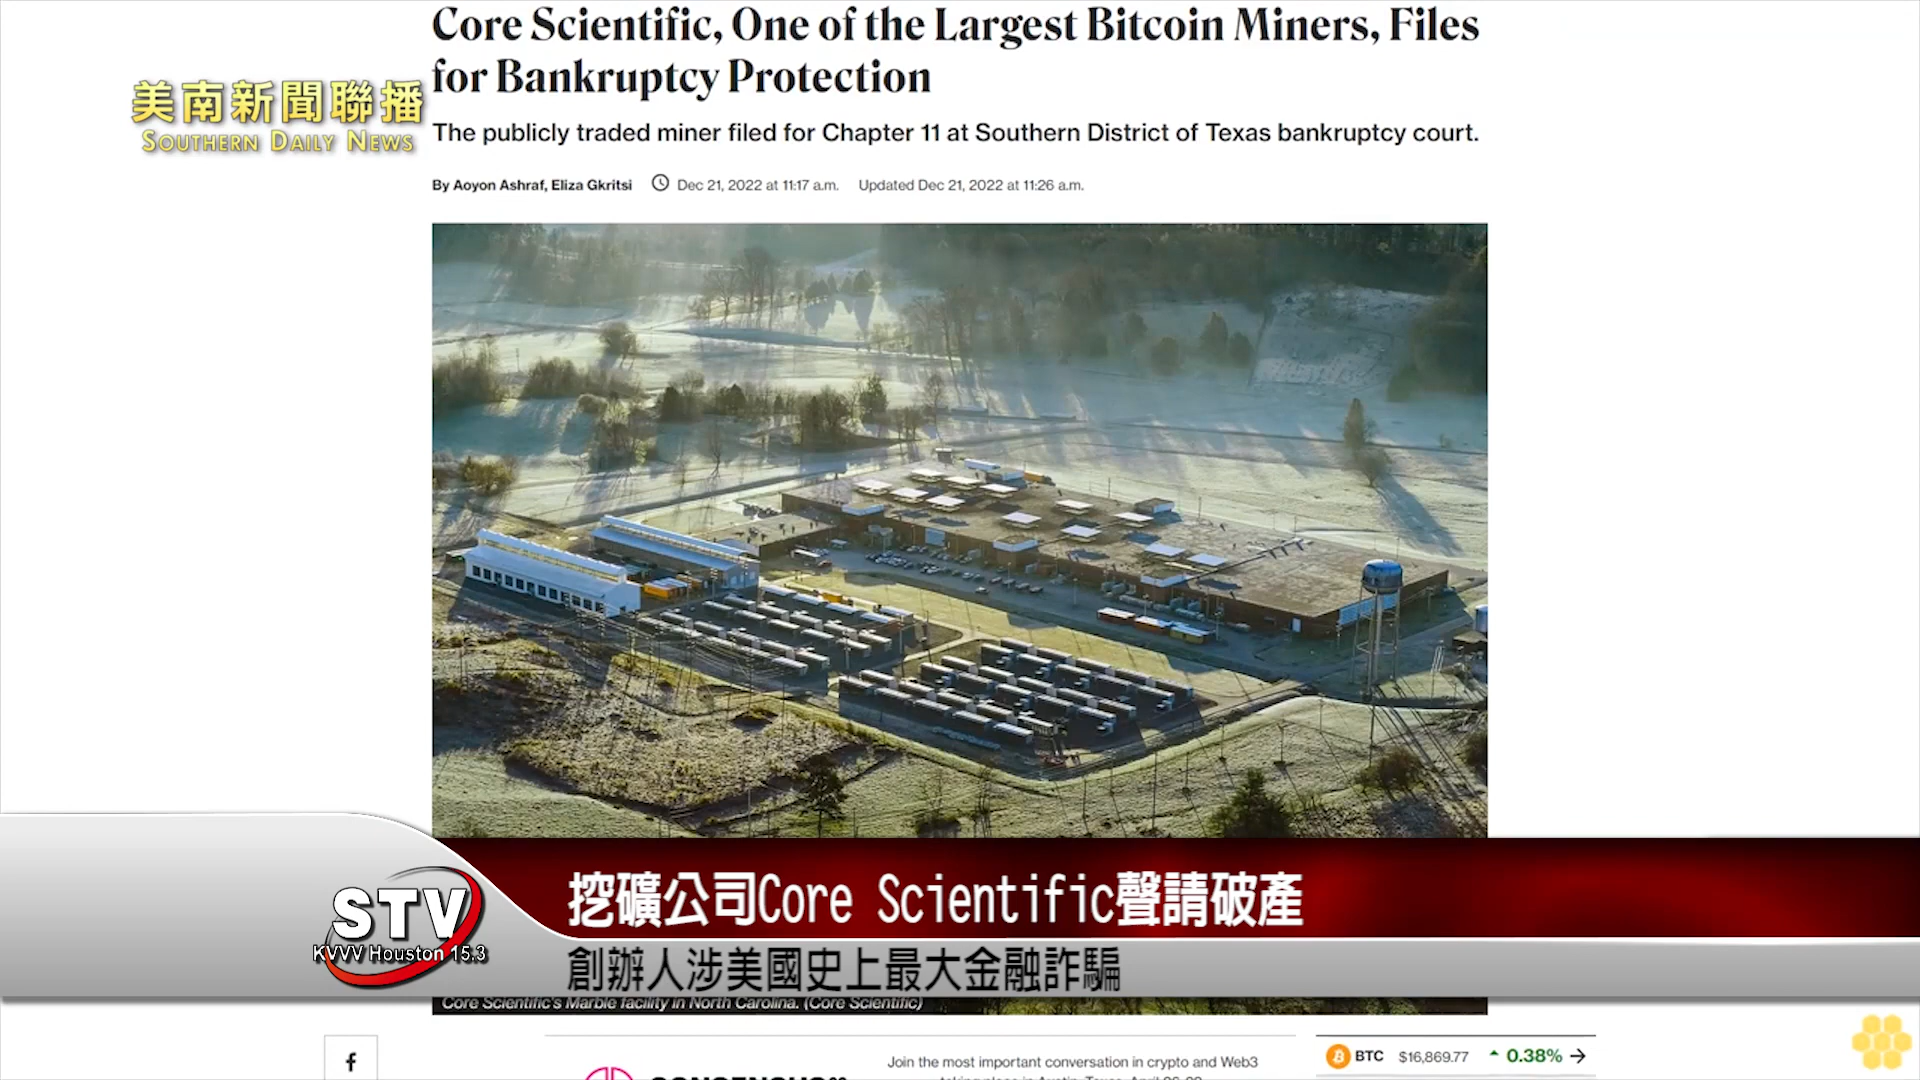 Core Scientific, One of the Largest Bitcoin Miners, Files
for Bankruptcy Protection
美南新聞聯播
SOUTHERN DAILY NEWS
The publicly traded miner filed for Chapter 11 at Southern District of Texas bankruptcy court.
By Aoyon Ashraf, Eliza Gkritsi Dec 21, 2022 at 11:17 a.m. Updated Dec 21, 2022 at 11:26 a.m.
挖礦公司Core Scientific聲請破產
STV
KVVV Houston 15.3
創辦人涉美國史上最大金融詐騙
Core Scientific's Marble facility in North Carolina. (Core Scientific)
f
Join the most important conversation in crypto and Web3
BTC $16,869.77 0.38%